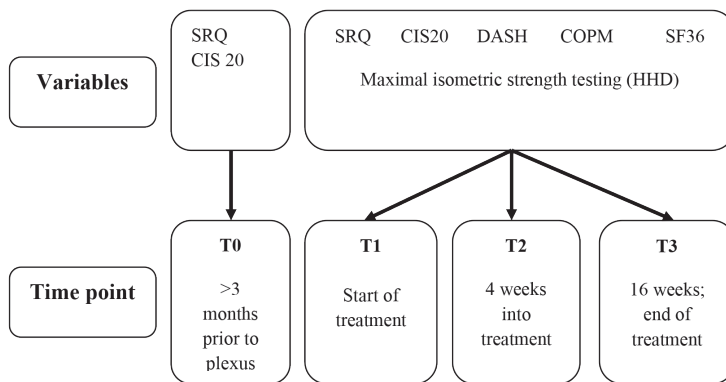 SRQ
CIS 20
SRQ CIS20 DASH COPM SF36
Variables
Maximal isometric strength testing (HHD)
T0
T1
T2
T3
Time point
>3
months
prior to
plexus
Start of
treatment
4 weeks
into
treatment
16 weeks;
end of
treatment